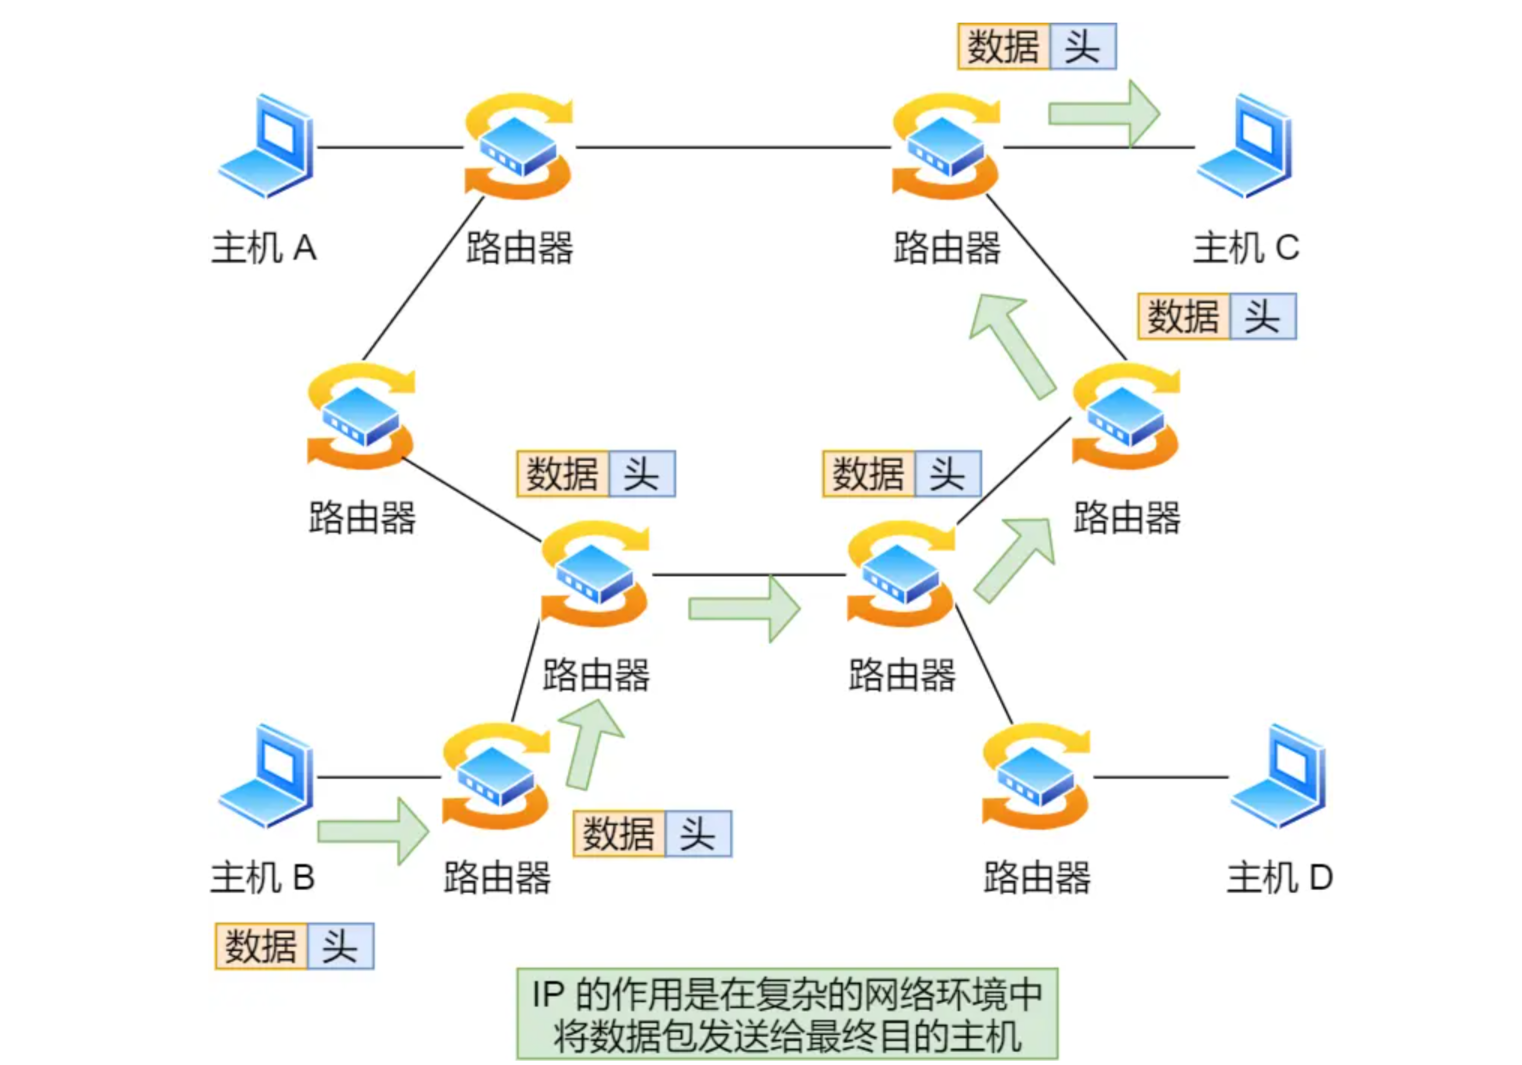 数据 头
主机 A
路由器
路由器
主机 C
数据 头
数据 头
数据 头
路由器
路由器
路由器
路由器
数据 头
主机 B
路由器
路由器
主机 D
数据 头
IP 的作用是在复杂的网络环境中
将数据包发送给最终目的主机